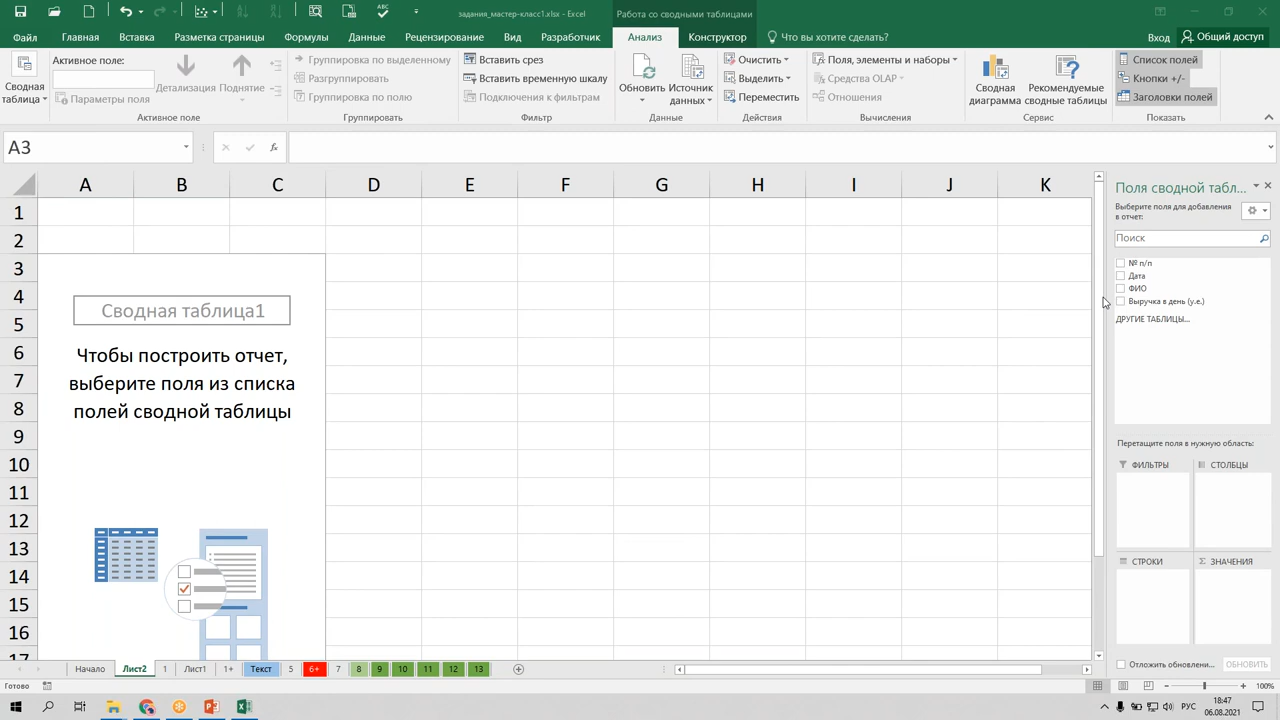 задания_мастер-класс1.xlsx - Excel
Работа со сводными таблицами
Файл Главная Вставка Разметка страницы Формулы Данные Рецензирование Вид Разработчик Анализ Конструктор Что вы хотите сделать? Вход Общий доступ
Сводная таблица
Активное поле:
Параметры поля
Детализация Поднятие
Активное поле
Группировка по выделенному
Разгруппировать
Группировка по полю
Группировать
Вставить срез
Вставить временную шкалу
Подключения к фильтрам
Фильтр
Обновить Источник данных
Данные
Очистить
Выделить
Переместить
Действия
Поля, элементы и наборы
Средства OLAP
Отношения
Вычисления
Сводная диаграмма
Рекомендуемые сводные таблицы
Сервис
Список полей
Кнопки +/-
Заголовки полей
Показать
A3
fx
A B C D E F G H I J K
1
2
3
4
5
6
7
8
9
10
11
12
13
14
15
16
17
Сводная таблица1
Чтобы построить отчет,
выберите поля из списка
полей сводной таблицы
Поля сводной табл...
Выберите поля для добавления
в отчет:
Поиск
№ п/п
Дата
ФИО
Выручка в день (у.е.)
ДРУГИЕ ТАБЛИЦЫ...
Перетащите поля в нужную область:
ФИЛЬТРЫ СТОЛБЦЫ
СТРОКИ Σ ЗНАЧЕНИЯ
Отложить обновлени... ОБНОВИТЬ
Начало Лист2 1 Лист1 1+ Текст 5 6+ 7 8 9 10 11 12 13
Готово
100%
РУС
18:47
06.08.2021